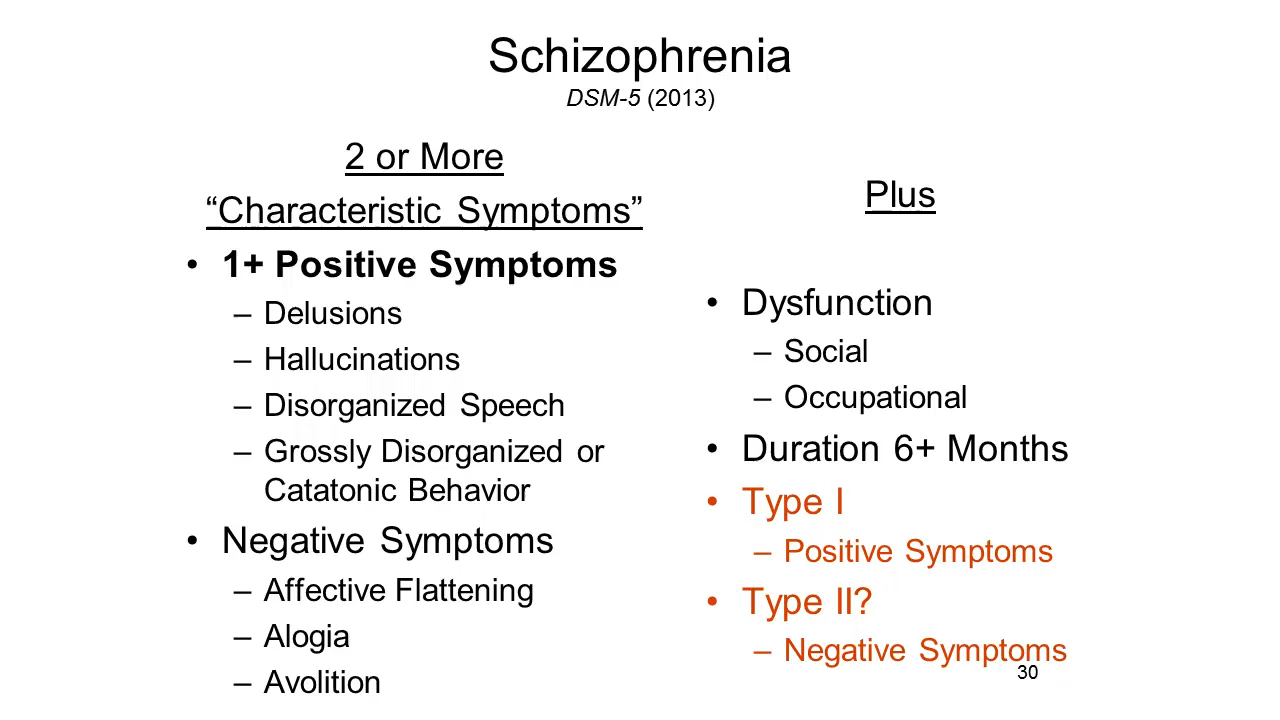 Schizophrenia
DSM-5 (2013)
2 or More
“Characteristic Symptoms”
• 1+ Positive Symptoms
– Delusions
– Hallucinations
– Disorganized Speech
– Grossly Disorganized or
Catatonic Behavior
• Negative Symptoms
– Affective Flattening
– Alogia
– Avolition
Plus
• Dysfunction
– Social
– Occupational
• Duration 6+ Months
• Type I
– Positive Symptoms
• Type II?
– Negative Symptoms
30